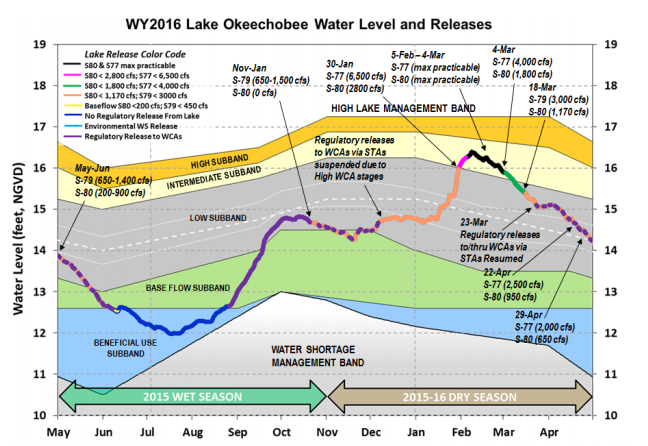 WY2016 Lake Okeechobee Water Level and Releases
Water Level (feet, NGVD)
19
18
17
16
15
14
13
12
11
10
19
18
17
16
15
14
13
12
11
10
Lake Release Color Code
S80 & S77 max practicable
S80< 2,800 cfs; S77 < 6,500 cfs
S80< 1,800 cfs; S77< 4,000 cfs
S80< 1,170 cfs; S79< 3000 cfs
Baseflow S80 <200 cfs; S79 < 450 cfs
No Regulatory Release From Lake
Environmental WS Release
Regulatory Release to WCAs
Nov-Jan
S-79 (650-1,500 cfs)
S-80 (0 cfs)
30-Jan
S-77 (6,500 cfs)
S-80 (2800 cfs)
5-Feb – 4-Mar
S-77 (max practicable)
S-80 (max practicable)
4-Mar
S-77 (4,000 cfs)
S-80 (1,800 cfs)
18-Mar
S-79 (3,000 cfs)
S-80 (1,170 cfs)
HIGH LAKE MANAGEMENT BAND
HIGH SUBBAND
INTERMEDIATE SUBBAND
May-Jun
S-79 (650-1,400 cfs)
S-80 (200-900 cfs)
Regulatory releases
to WCAs via STAs
suspended due to
High WCA stages
LOW SUBBAND
23-Mar
Regulatory releases
to/thru WCAs via
STAs Resumed
22-Apr
S-77 (2,500 cfs)
S-80 (950 cfs)
BASE FLOW SUBBAND
29-Apr
S-77 (2,000 cfs)
S-80 (650 cfs)
BENEFICIAL USE
SUBBAND
WATER SHORTAGE
MANAGEMENT BAND
2015 WET SEASON
2015-16 DRY SEASON
May Jun Jul Aug Sep Oct Nov Dec Jan Feb Mar Apr